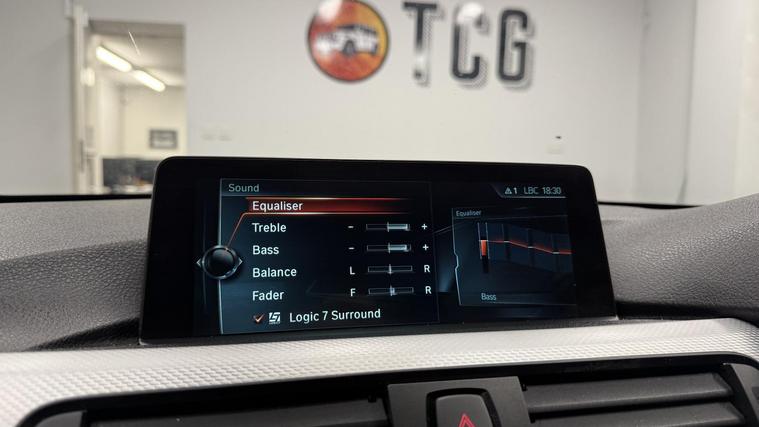 TCG
Sound
1 LBC 18:30
Equaliser
Treble - +
Bass - +
Balance L R
Fader F R
Logic 7 Surround
Equaliser
Bass